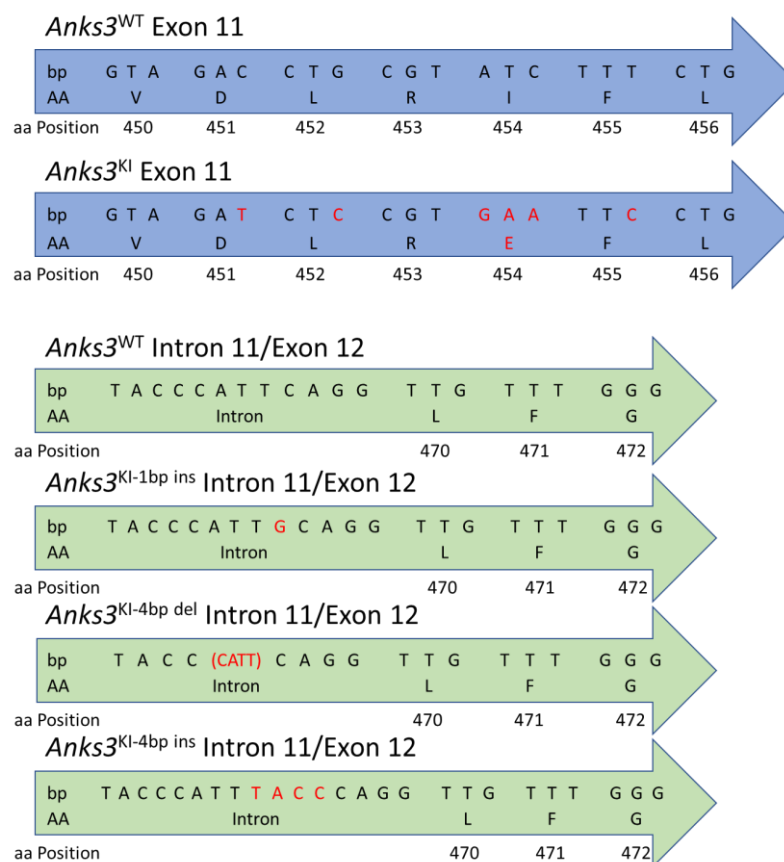 Anks3WT Exon 11
bp G T A G A C C T G C G T A T C T T T C T G
AA V D L R I F L
aa Position 450 451 452 453 454 455 456
Anks3KI Exon 11
bp G T A G A T C T C C G T G A A T T C C T G
AA V D L R E F L
aa Position 450 451 452 453 454 455 456
Anks3WT Intron 11/Exon 12
bp T A C C C A T T C A G G T T G T T T G G G
AA Intron L F G
aa Position 470 471 472
Anks3KI-1bp ins Intron 11/Exon 12
bp T A C C C A T T G C A G G T T G T T T G G G
AA Intron L F G
aa Position 470 471 472
Anks3KI-4bp del Intron 11/Exon 12
bp T A C C (CATT) C A G G T T G T T T G G G
AA Intron L F G
aa Position 470 471 472
Anks3KI-4bp ins Intron 11/Exon 12
bp T A C C C A T T T A C C C A G G T T G T T T G G G
AA Intron L F G
aa Position 470 471 472